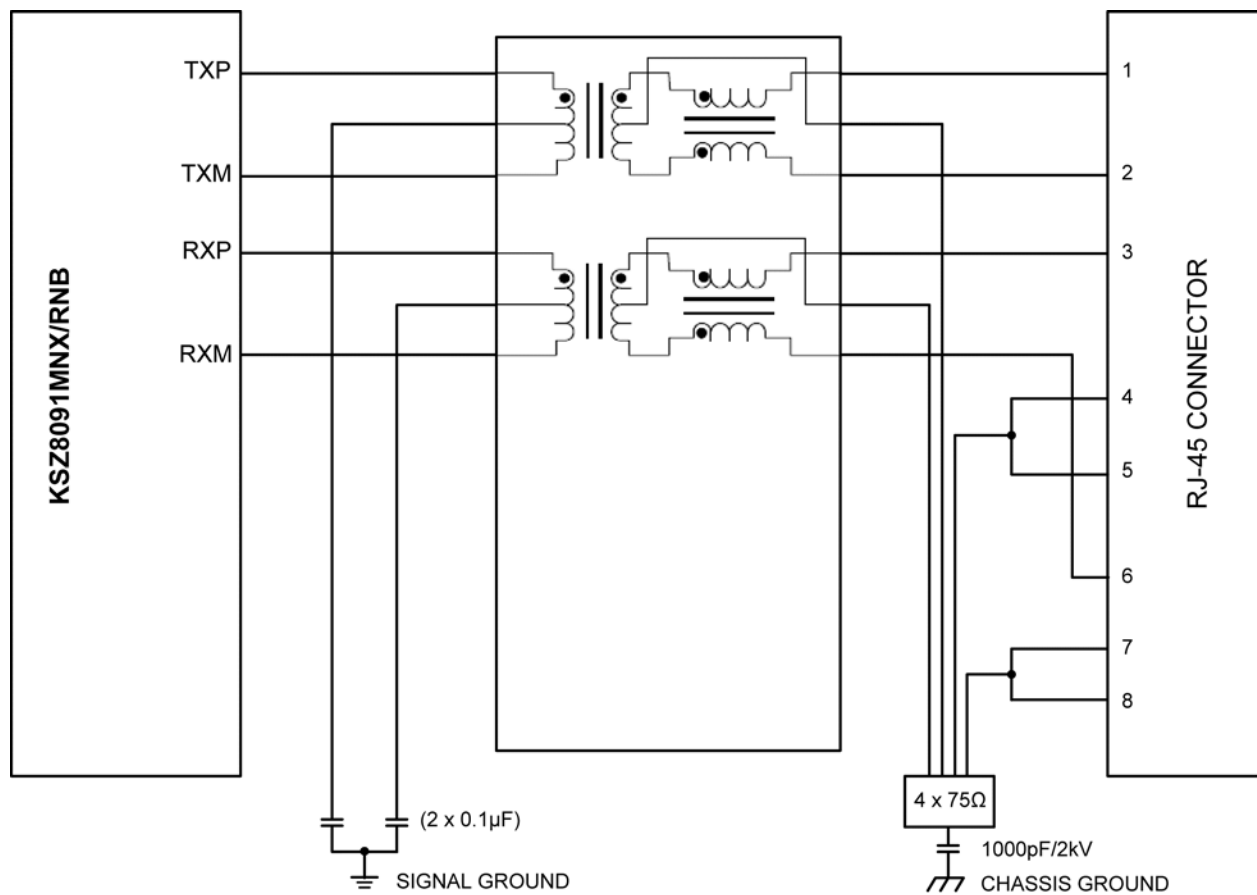 KSZ8091MNX/RNB
TXP
TXM
RXP
RXM
1
2
3
4
5
6
7
8
RJ-45 CONNECTOR
(2 x 0.1μF)
SIGNAL GROUND
4 x 75Ω
1000pF/2kV
CHASSIS GROUND